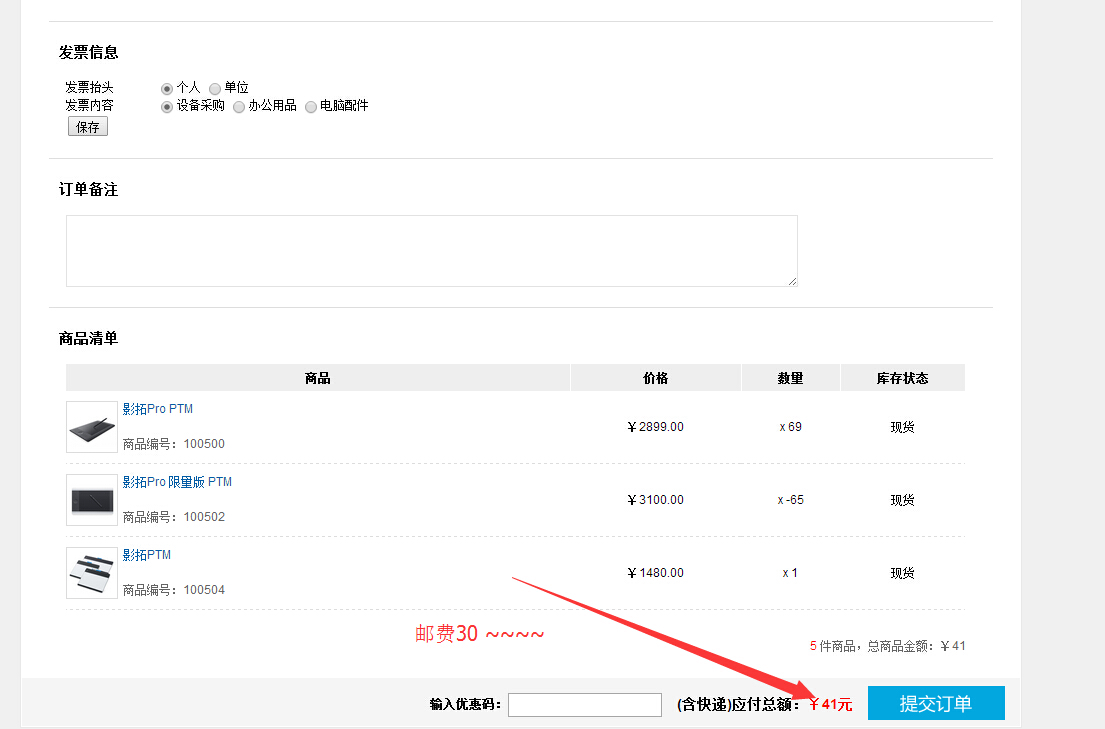 发票信息
发票抬头 个人 单位
发票内容 设备采购 办公用品 电脑配件
保存
订单备注
商品清单
商品 价格 数量 库存状态
影拓Pro PTM
商品编号：100500
￥2899.00 x 69 现货
影拓Pro 限量版 PTM
商品编号：100502
￥3100.00 x -65 现货
影拓PTM
商品编号：100504
￥1480.00 x 1 现货
邮费30 ~~~~
5 件商品，总商品金额：￥41
输入优惠码： (含快递)应付总额：￥41元 提交订单